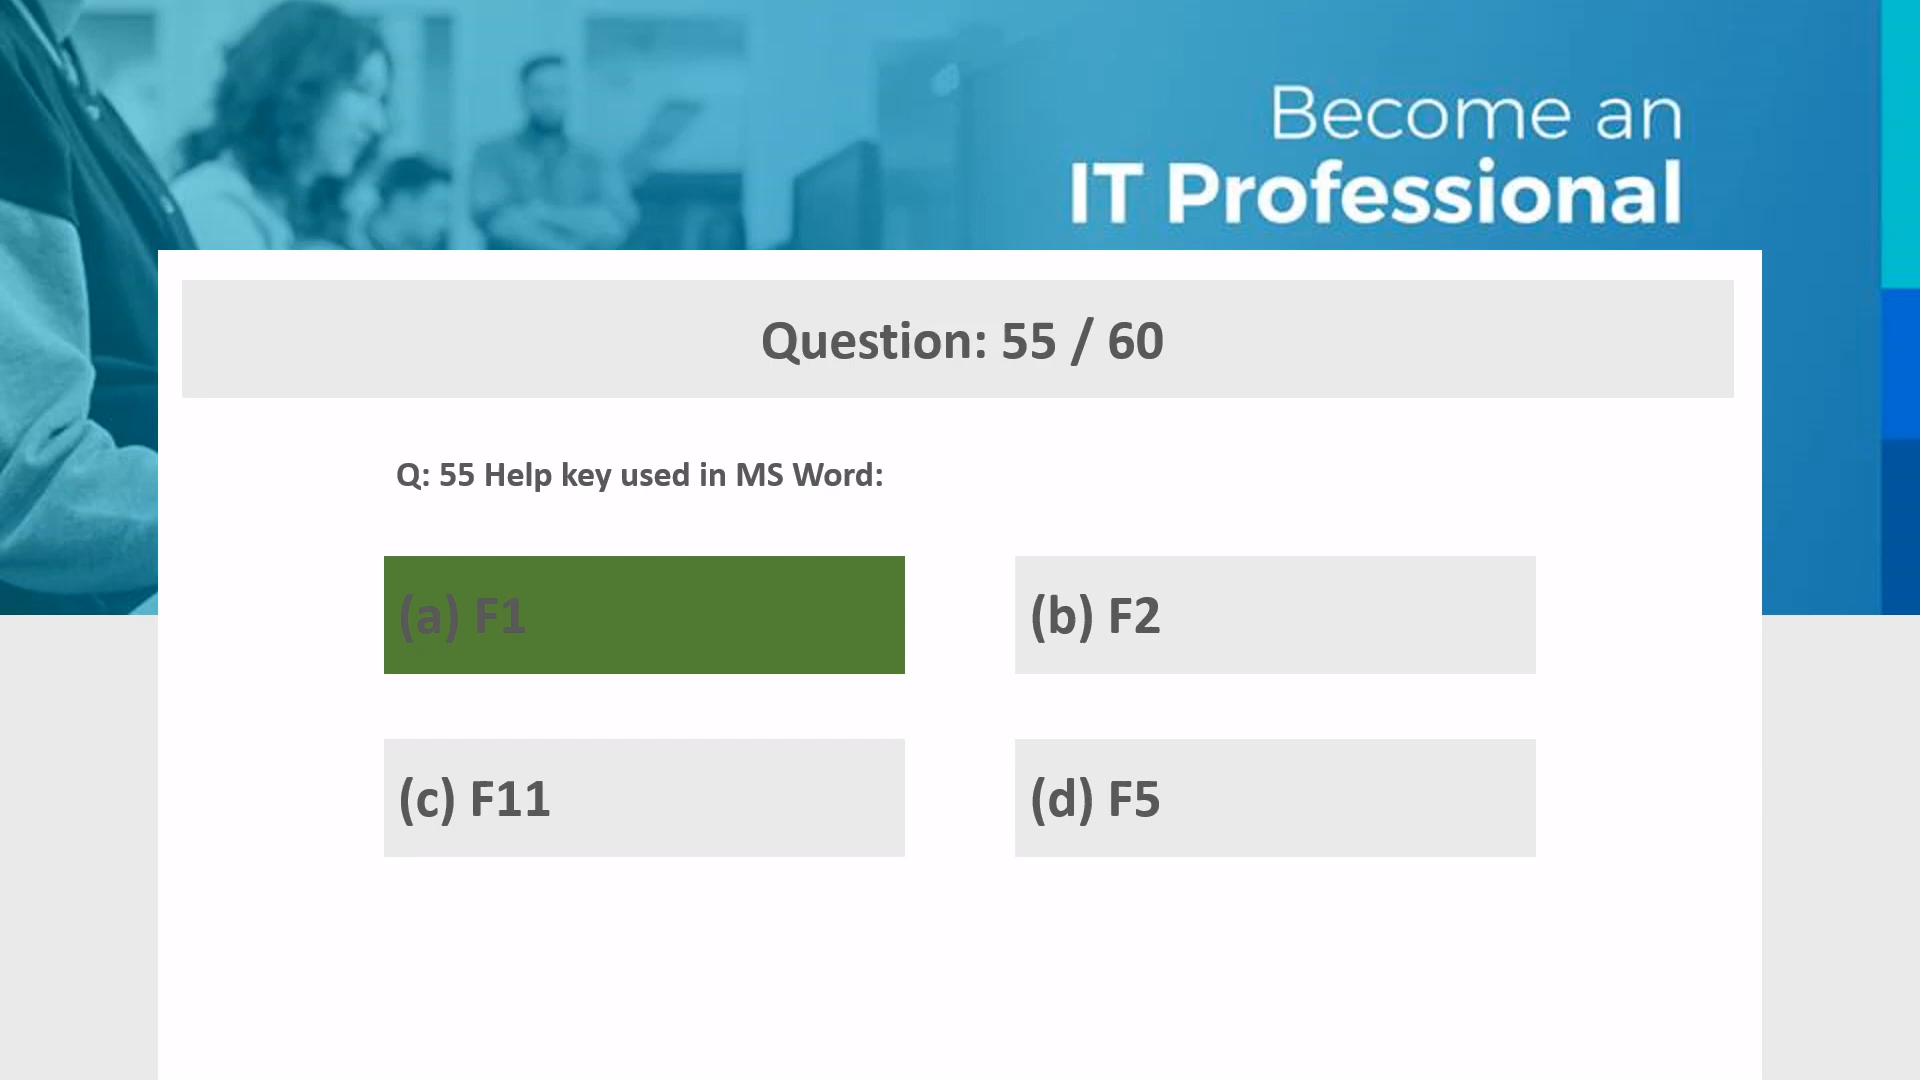 Become an
IT Professional
Question: 55 / 60
Q: 55 Help key used in MS Word:
(a) F1
(b) F2
(c) F11
(d) F5